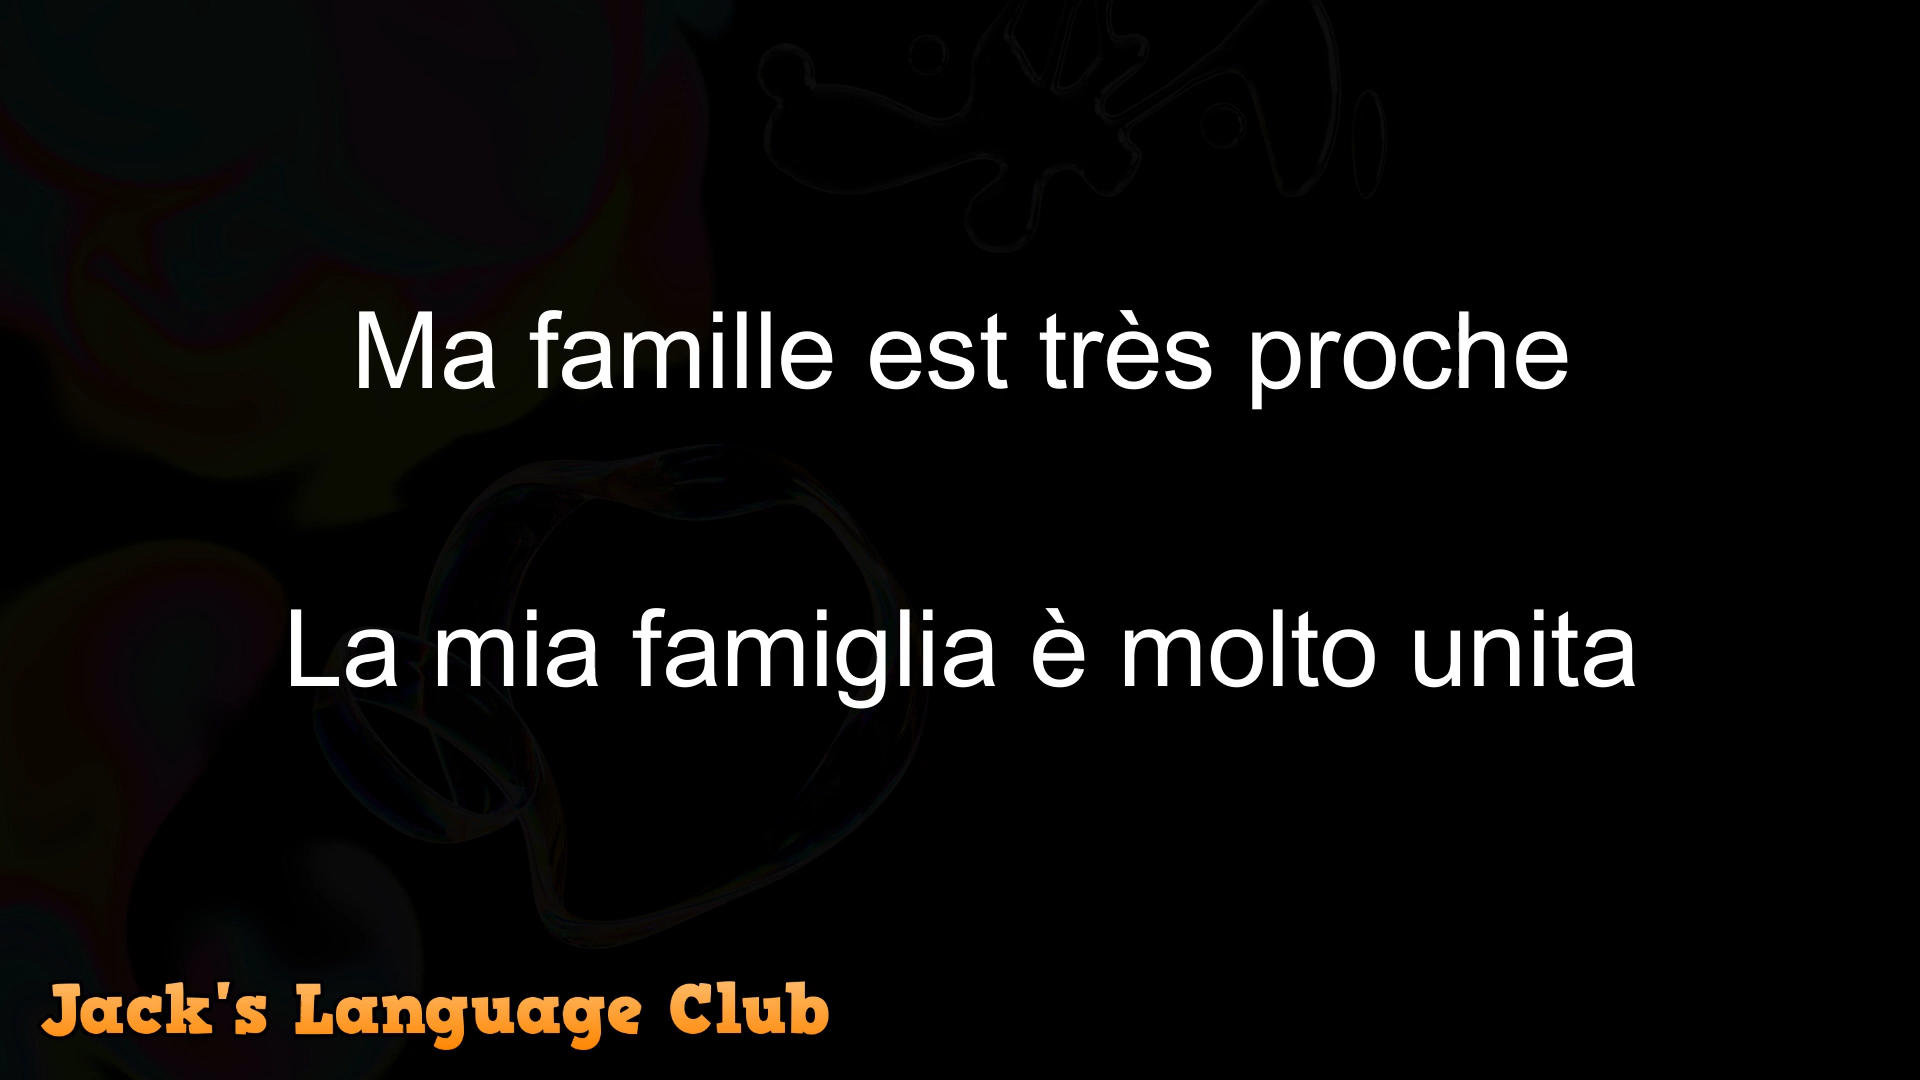 Ma famille est très proche
La mia famiglia è molto unita
Jack's Language Club